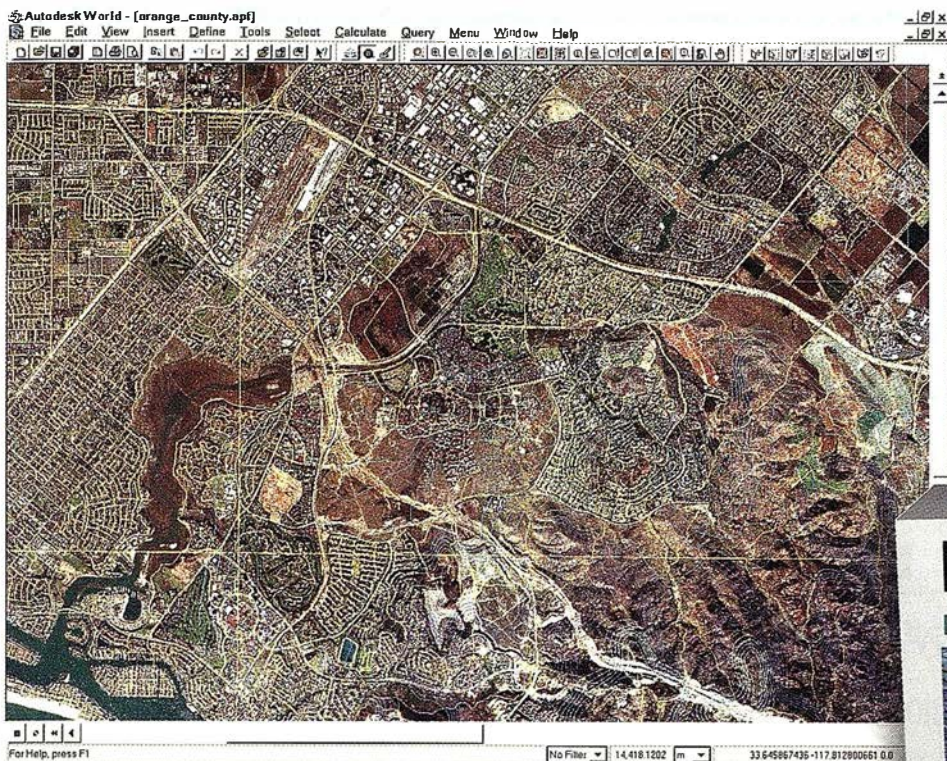 Autodesk World - [orange_county.apf]
File Edit View Insert Define Tools Select Calculate Query Menu Window Help
For Help, press F1
No Filter
14,418.1202
m
33.645867436 -117.812800661 0.0